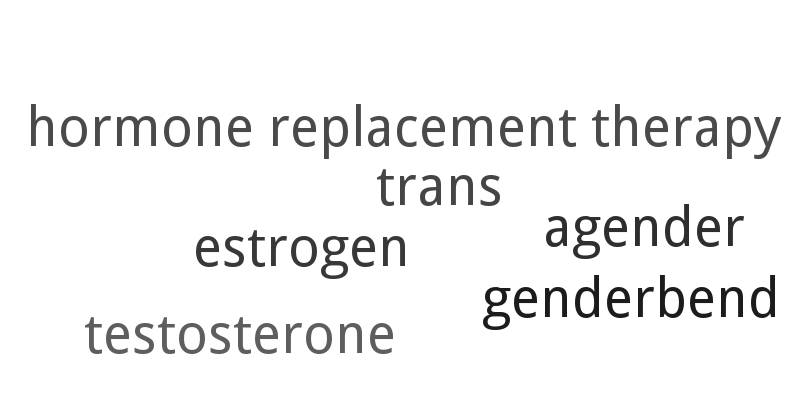 hormone replacement therapy
trans
agender
estrogen
genderbend
testosterone